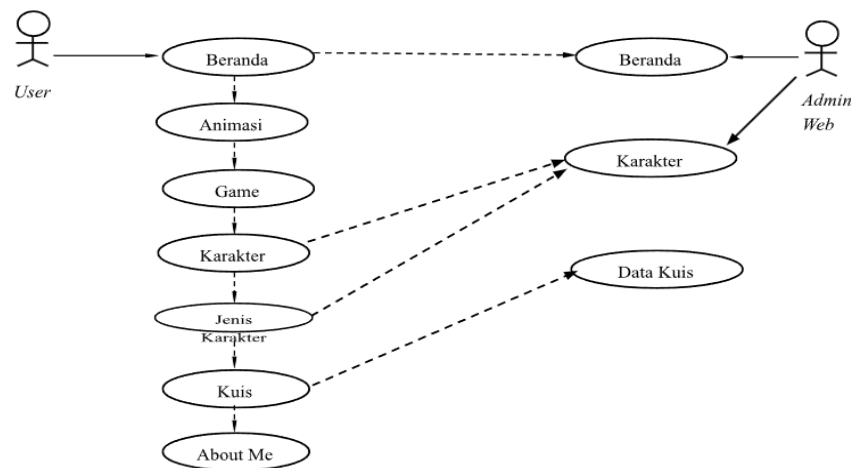 Beranda
Beranda
User
Admin
Web
Animasi
Karakter
Game
Karakter
Data Kuis
Jenis
Karakter
Kuis
About Me